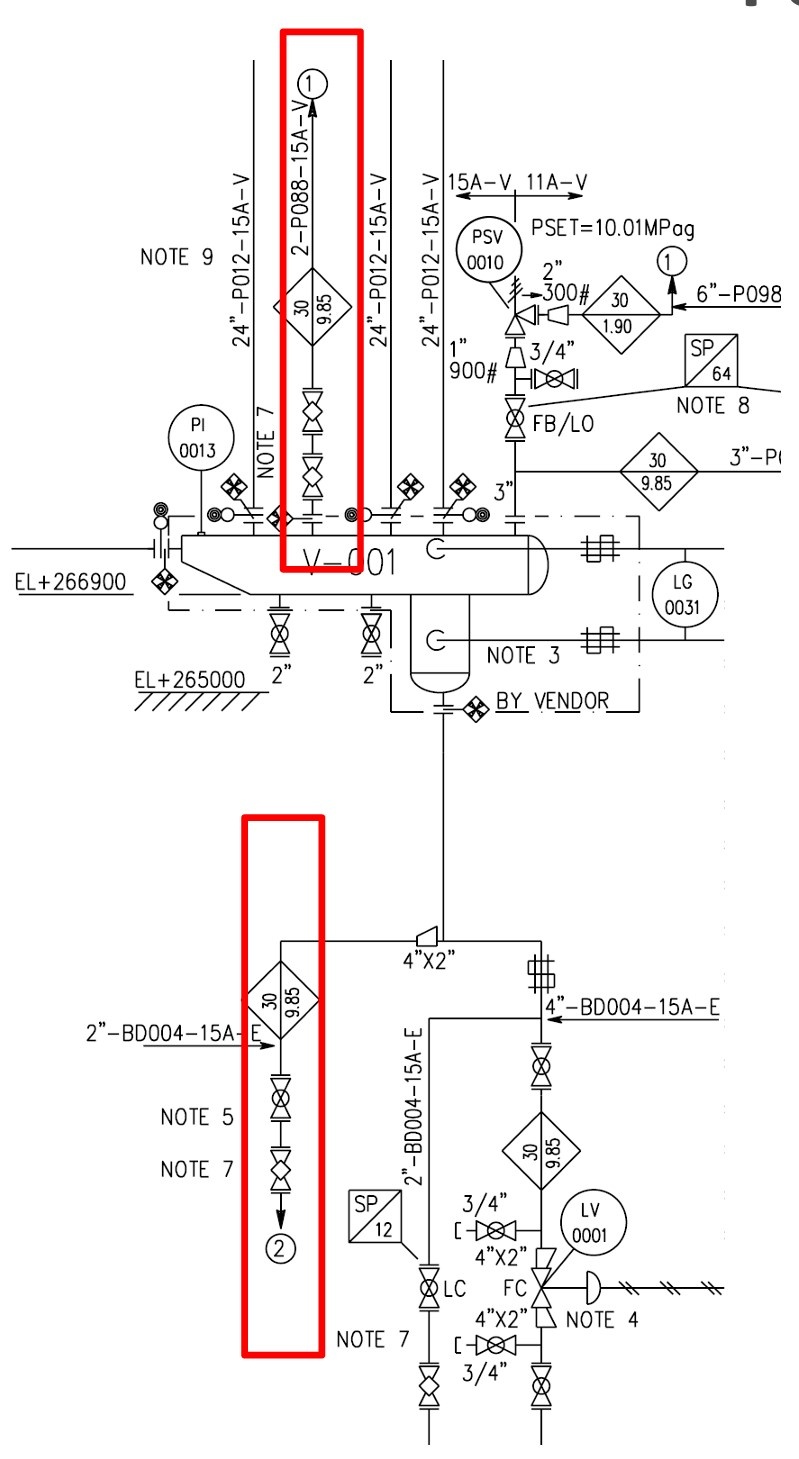 1
2-P088-15A-V
24"-P012-15A-V
24"-P012-15A-V
24"-P012-15A-V
15A-V 11A-V
PSET=10.01MPag
PSV
0010
NOTE 9
1
2"
300#
30
9.85
30
1.90
6"-P098
1"
900#
3/4"
SP
64
NOTE 8
PI
0013
NOTE 7
FB/LO
30
9.85
3"
V-001
EL+266900
LG
0031
NOTE 3
EL+265000
2"
2"
BY VENDOR
4"X2"
30
9.85
2"-BD004-15A-E
4"-BD004-15A-E
2"-BD004-15A-E
NOTE 5
NOTE 7
30
9.85
SP
12
3/4"
LV
0001
2
4"X2"
LC
FC
4"X2"
NOTE 4
NOTE 7
3/4"